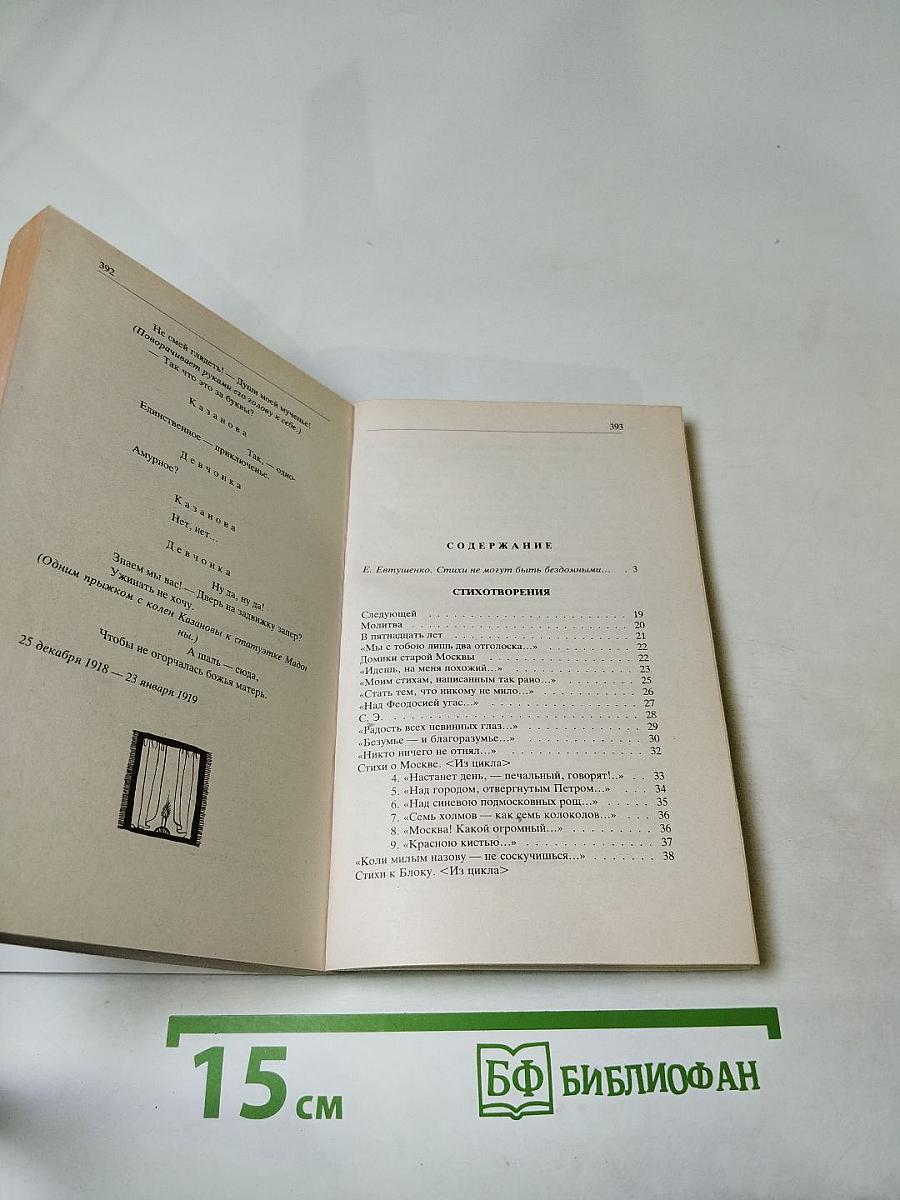 392
Не смей глядеть! — Души моей мученье!
(Поворачивает руками его голову к себе.)
— Так что это за буквы?
Казанова
Так, — одно-
Единственное — приключенье.
Девчонка
Амурное?
Казанова
Нет, нет...
Девчонка
Ну да, ну да!
Знаем мы вас! — Дверь на задвижку запер?
Ужинать не хочу.
(Одним прыжком с колен Казановы к статуэтке Мадон
ны.)
А шаль — сюда,
Чтобы не огорчалась божья матерь.
25 декабря 1918 — 23 января 1919
393
СОДЕРЖАНИЕ
Е. Евтушенко. Стихи не могут быть бездомными... . 3
СТИХОТВОРЕНИЯ
Следующей . . . . . . . . . . . . . . . . . . . . 19
Молитва . . . . . . . . . . . . . . . . . . . . . 20
В пятнадцать лет . . . . . . . . . . . . . . . . . 21
«Мы с тобою лишь два отголоска...» . . . . . . . . 22
Домики старой Москвы . . . . . . . . . . . . . . 22
«Идешь, на меня похожий...» . . . . . . . . . . . 23
«Моим стихам, написанным так рано...» . . . . . . 25
«Стать тем, что никому не мило...» . . . . . . . . 26
«Над Феодосией угас...» . . . . . . . . . . . . . 27
С. Э. . . . . . . . . . . . . . . . . . . . . . . 28
«Радость всех невинных глаз...» . . . . . . . . . 29
«Безумье — и благоразумье...» . . . . . . . . . . 30
«Никто ничего не отнял...» . . . . . . . . . . . . 32
Стихи о Москве. <Из цикла>
4. «Настанет день, — печальный, говорят!..» . . 33
5. «Над городом, отвергнутым Петром...» . . . 34
6. «Над синевою подмосковных рощ...» . . . . 35
7. «Семь холмов — как семь колоколов...» . . . 36
8. «Москва! Какой огромный...» . . . . . . . . 36
9. «Красною кистью...» . . . . . . . . . . . . 37
«Коли милым назову — не соскучишься...» . . . . . . 38
Стихи к Блоку. <Из цикла>
15 см
БФ БИБЛИОФАН